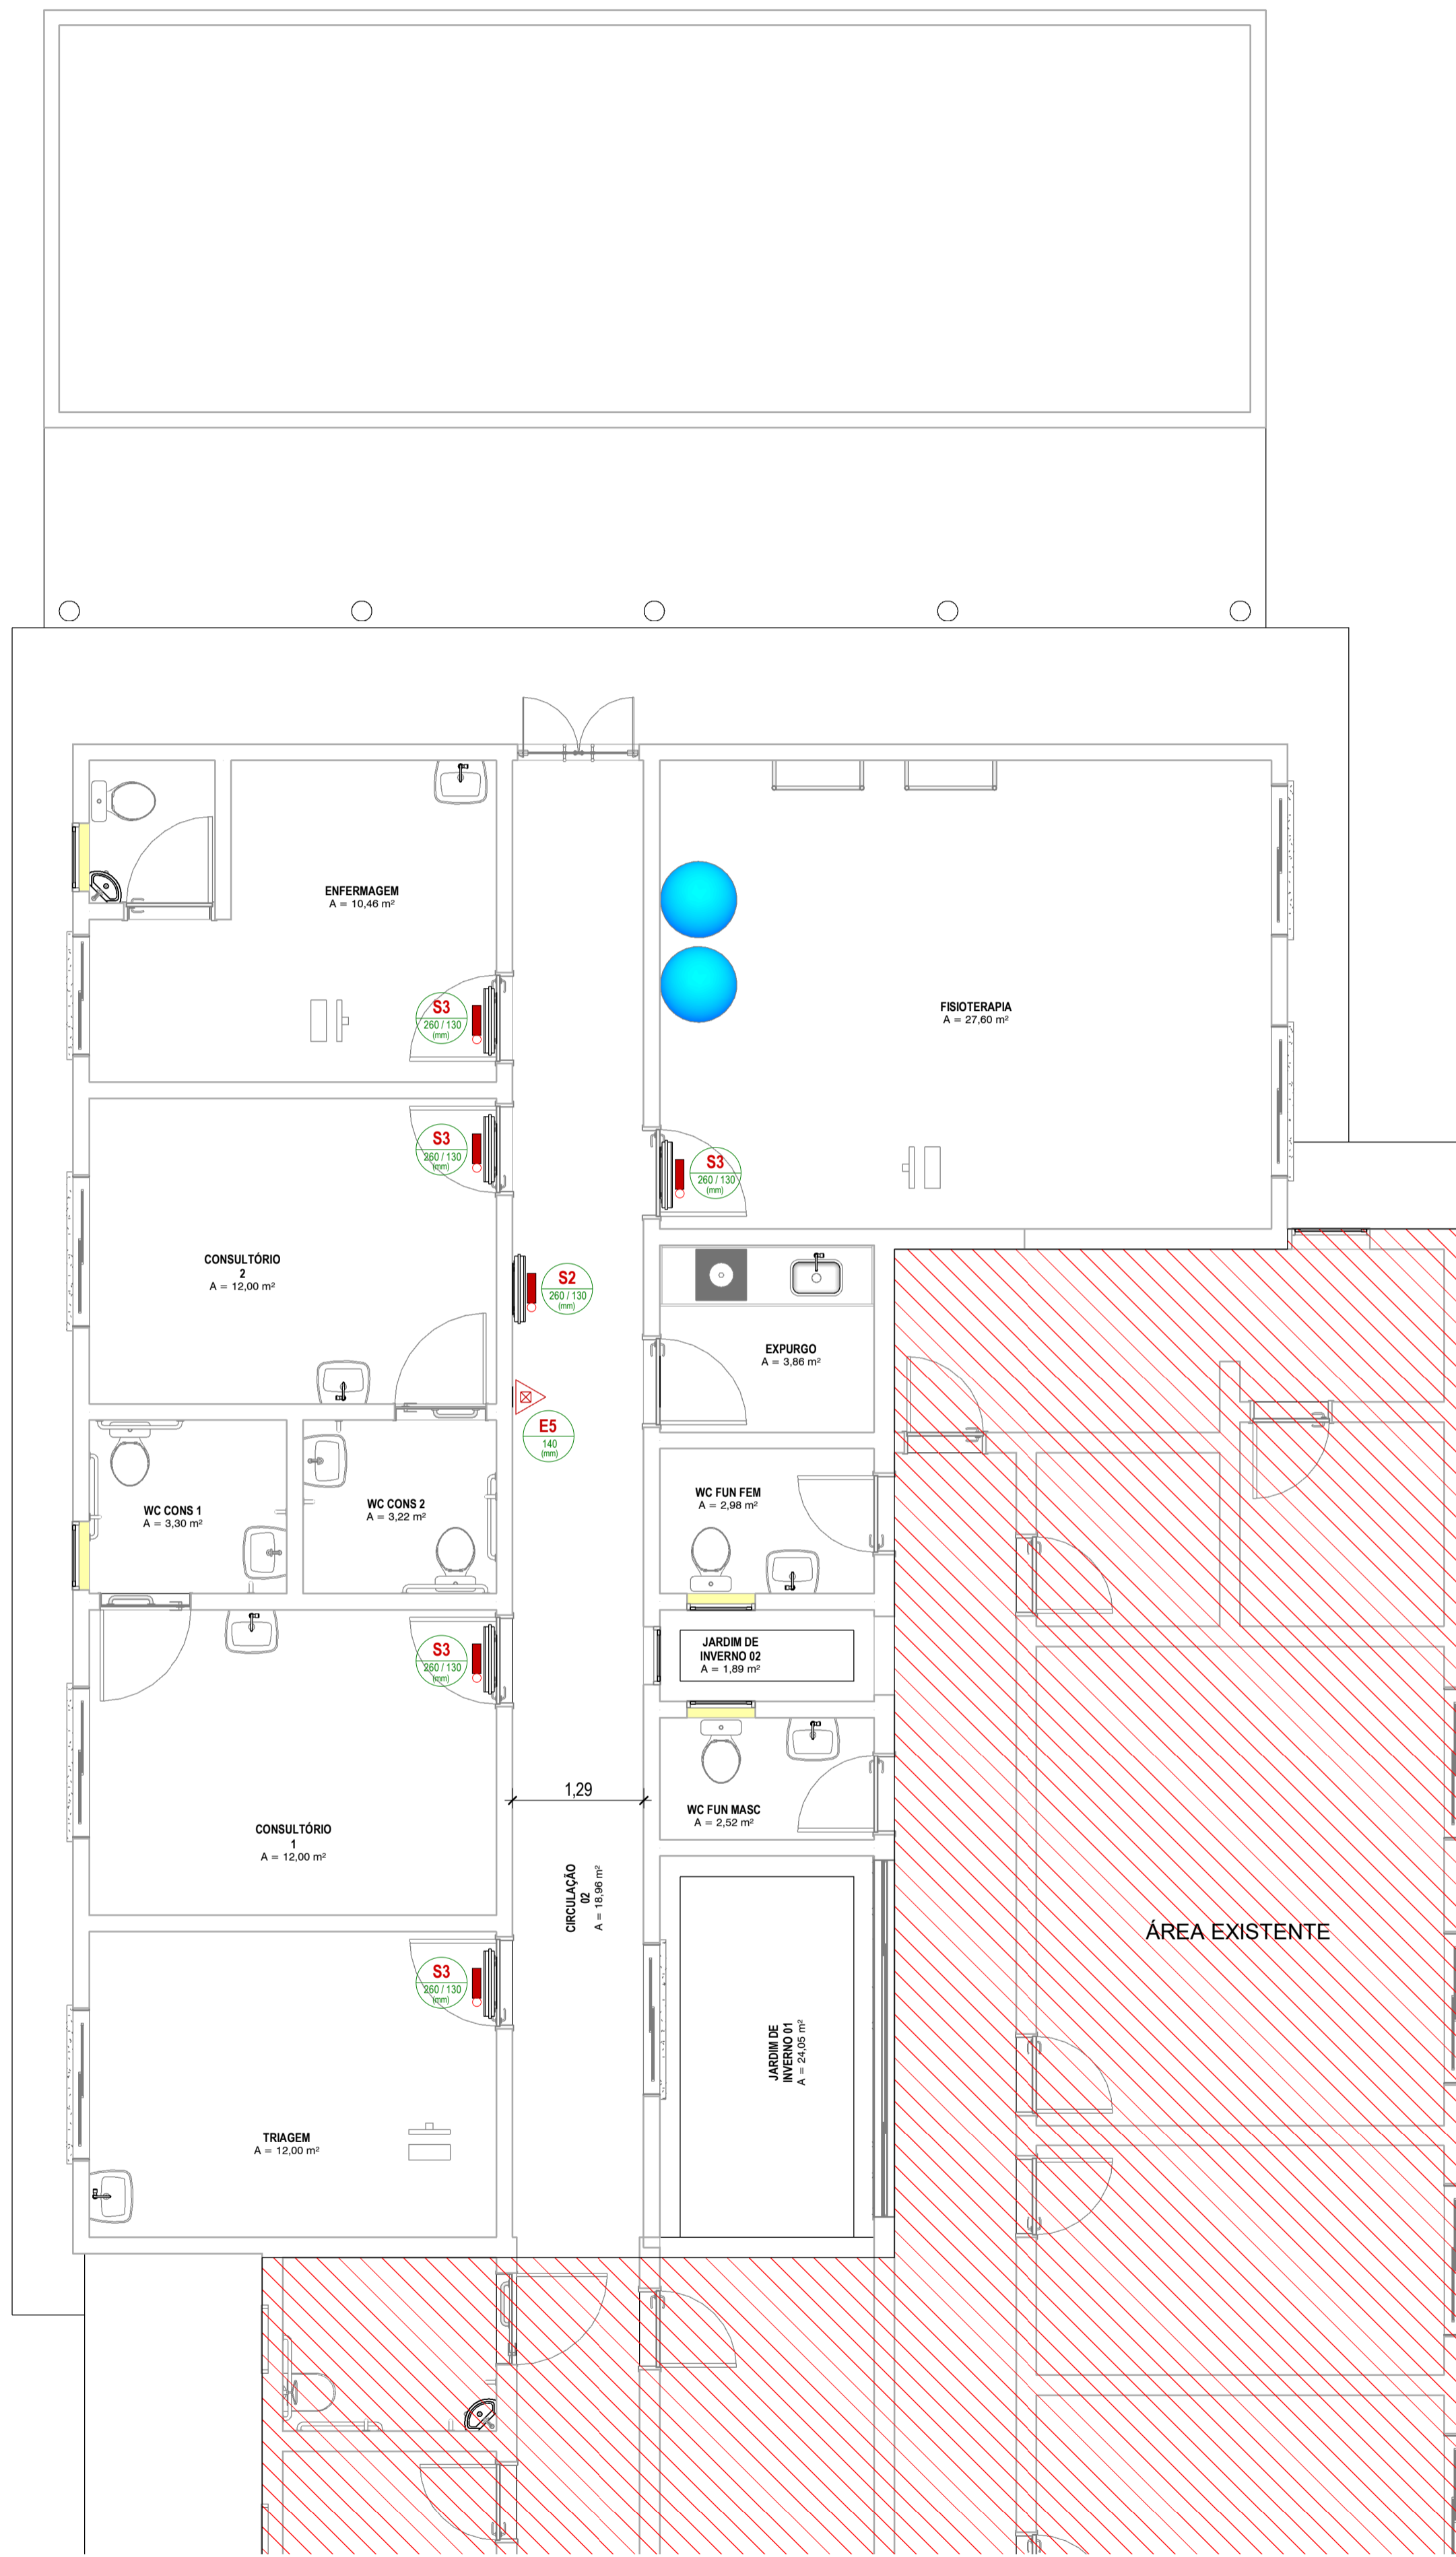 ENFERMAGEM
A = 10,46 m²
S3
260 / 130
(mm)
FISIOTERAPIA
A = 27,60 m²
S3
260 / 130
(mm)
S3
260 / 130
(mm)
CONSULTÓRIO
2
A = 12,00 m²
S2
260 / 130
(mm)
EXPURGO
A = 3,86 m²
E5
140
(mm)
WC CONS 1
A = 3,30 m²
WC CONS 2
A = 3,22 m²
WC FUN FEM
A = 2,98 m²
S3
260 / 130
(mm)
JARDIM DE
INVERNO 02
A = 1,89 m²
1,29
WC FUN MASC
A = 2,52 m²
CONSULTÓRIO
1
A = 12,00 m²
CIRCULAÇÃO
02
A = 18,96 m²
ÁREA EXISTENTE
S3
260 / 130
(mm)
JARDIM DE
INVERNO 01
A = 24,05 m²
TRIAGEM
A = 12,00 m²